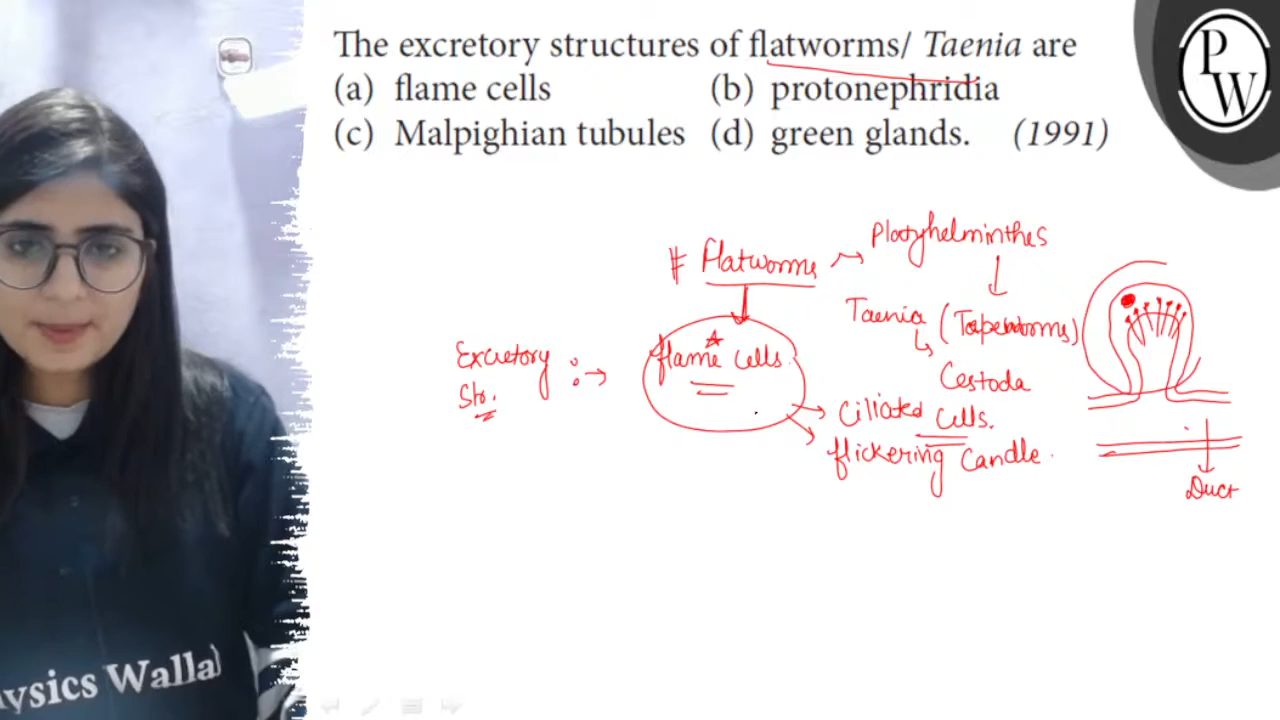 The excretory structures of flatworms/ Taenia are
(a) flame cells (b) protonephridia
(c) Malpighian tubules (d) green glands. (1991)
PW
# Flatworms → Platyhelminthes
Taenia (Tapeworms)
Cestoda
Excretory Str. :→ flame cells
→ Ciliated Cells.
→ flickering Candle.
Duct
ysics Walla